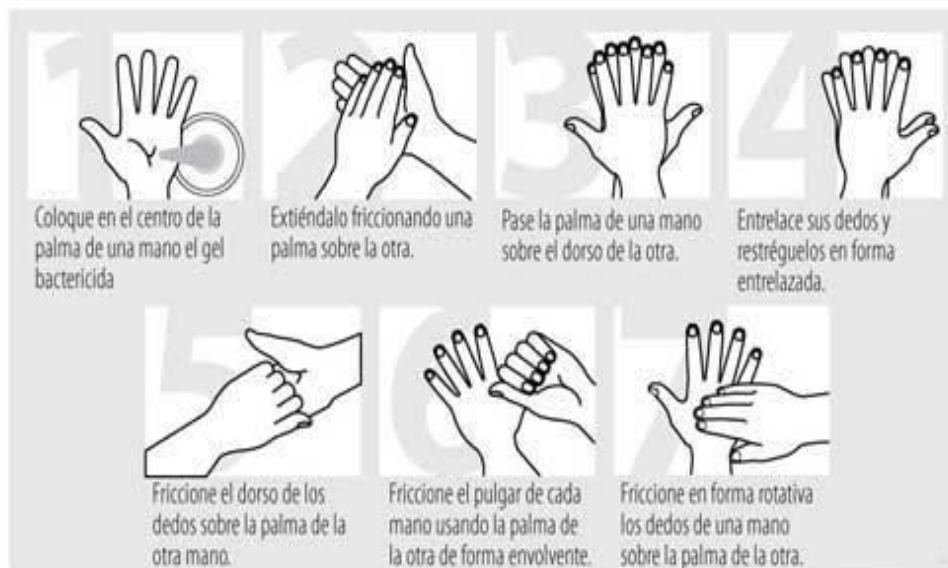 1
Coloque en el centro de la
palma de una mano el gel
bactericida
2
Extiéndalo friccionando una
palma sobre la otra.
3
Pase la palma de una mano
sobre el dorso de la otra.
4
Entrelace sus dedos y
restréguelos en forma
entrelazada.
5
Friccione el dorso de los
dedos sobre la palma de la
otra mano.
6
Friccione el pulgar de cada
mano usando la palma de
la otra de forma envolvente.
7
Friccione en forma rotativa
los dedos de una mano
sobre la palma de la otra.